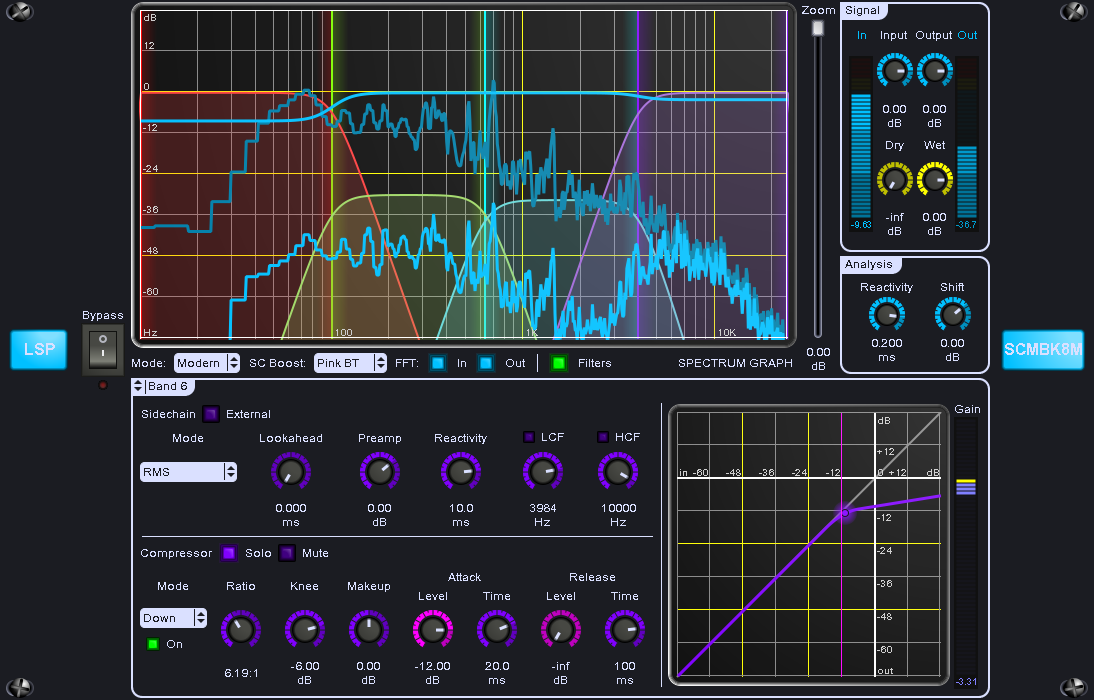 Zoom
Signal
dB
12
0
-12
-24
-36
-48
-60
Hz
100
1K
10K
In Input Output Out
0.00 0.00
dB dB
Dry Wet
-inf 0.00
dB dB
-9.63 -36.7
Analysis
Reactivity Shift
0.200 0.00
ms dB
0.00
dB
Bypass
LSP
SCMBK8M
Mode: Modern SC Boost: Pink BT FFT: In Out Filters SPECTRUM GRAPH
Band 6
Sidechain External
Mode Lookahead Preamp Reactivity LCF HCF
RMS
0.000 0.00 10.0 3984 10000
ms dB ms Hz Hz
Compressor Solo Mute
Mode Ratio Knee Makeup Attack Release
Level Time Level Time
Down
On
6.19:1 -6.00 0.00 -12.00 20.0 -inf 100
dB dB dB ms dB ms
Gain
dB
+12
in -60 -48 -36 -24 -12 0 +12 dB
-12
-24
-36
-48
-60
out
-3.31